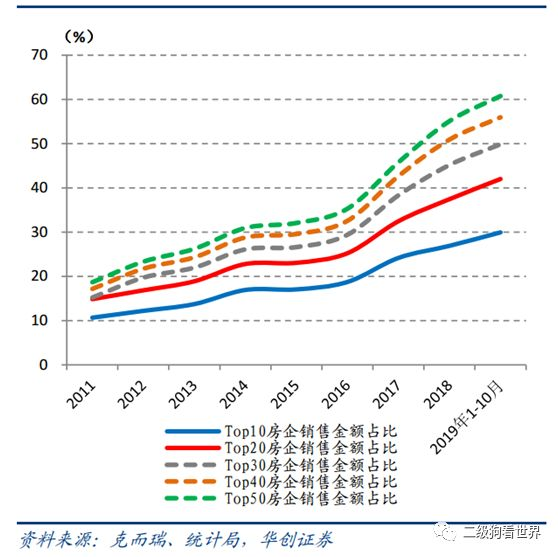 (%)
70
60
50
40
30
20
10
0
2011
2012
2013
2014
2015
2016
2017
2018
2019年1-10月
Top10房企销售金额占比
Top20房企销售金额占比
Top30房企销售金额占比
Top40房企销售金额占比
Top50房企销售金额占比
二级狗看世界
资料来源：克而瑞、统计局，华创证券